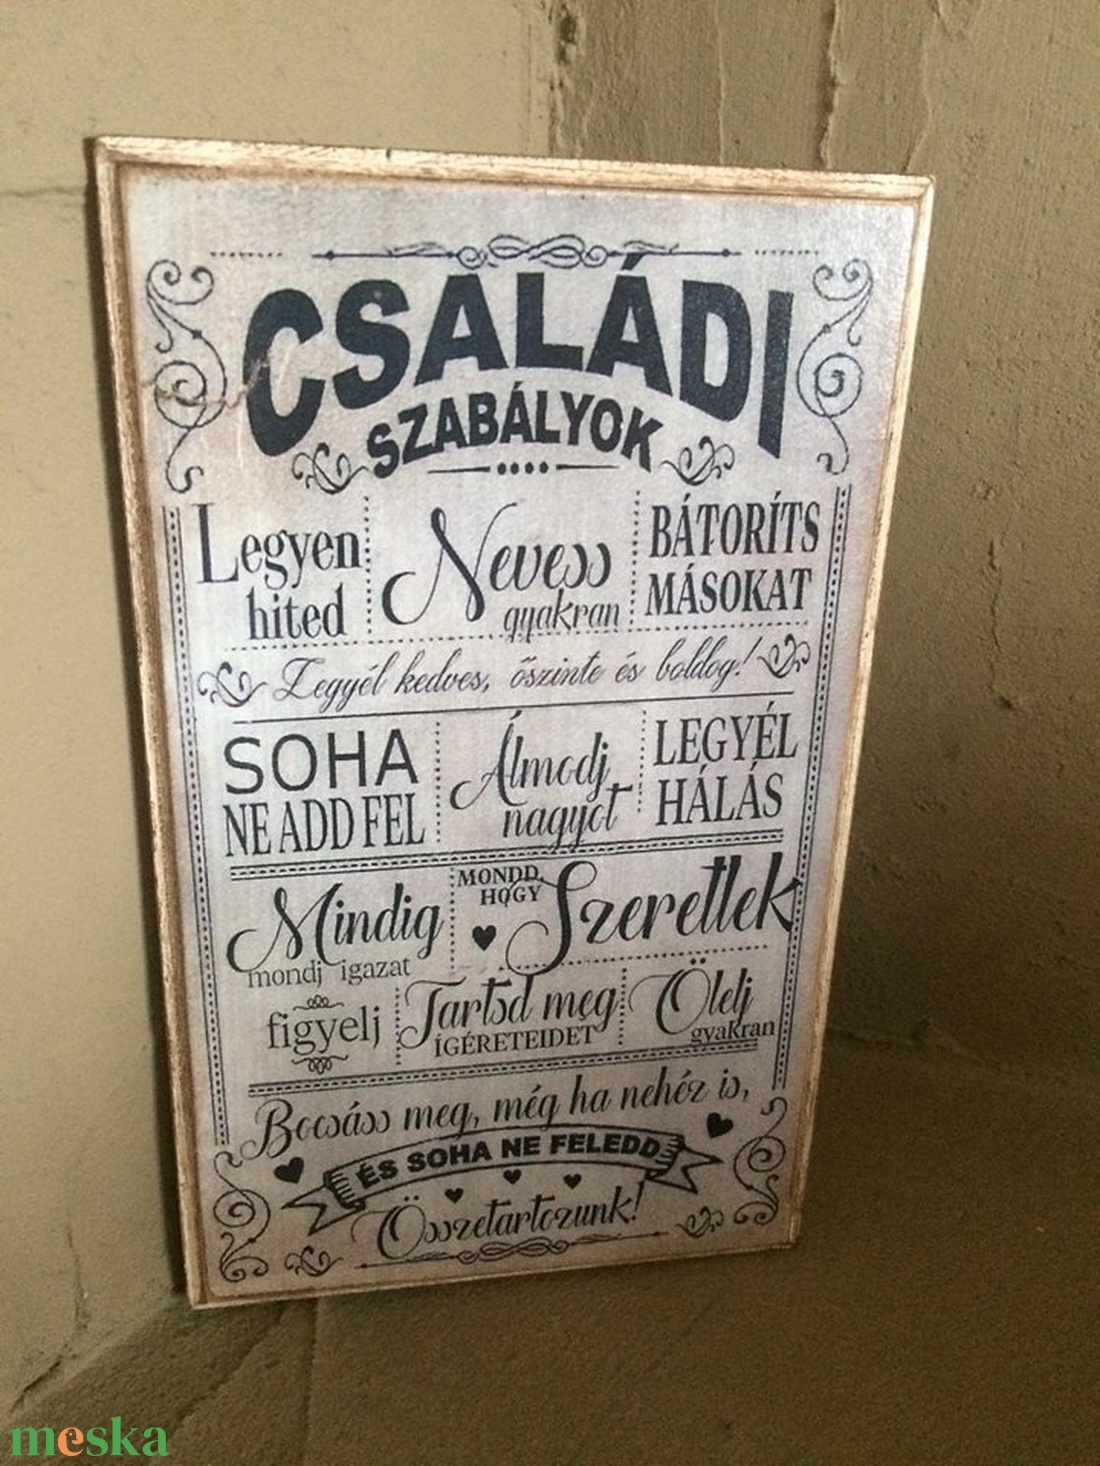 CSALÁDI
SZABÁLYOK
Legyen
hited
Nevess
gyakran
BÁTORÍTS
MÁSOKAT
Legyél kedves, őszinte és boldog!
SOHA
NE ADD FEL
Álmodj
nagyot
LEGYÉL
HÁLÁS
Mindig
mondj igazat
MONDD,
HOGY
Szeretlek
figyelj
Tartsd meg
ÍGÉRETEIDET
Ölelj
gyakran
Bocsáss meg, még ha nehéz is,
ÉS SOHA NE FELEDD
Összetartozunk!
meska